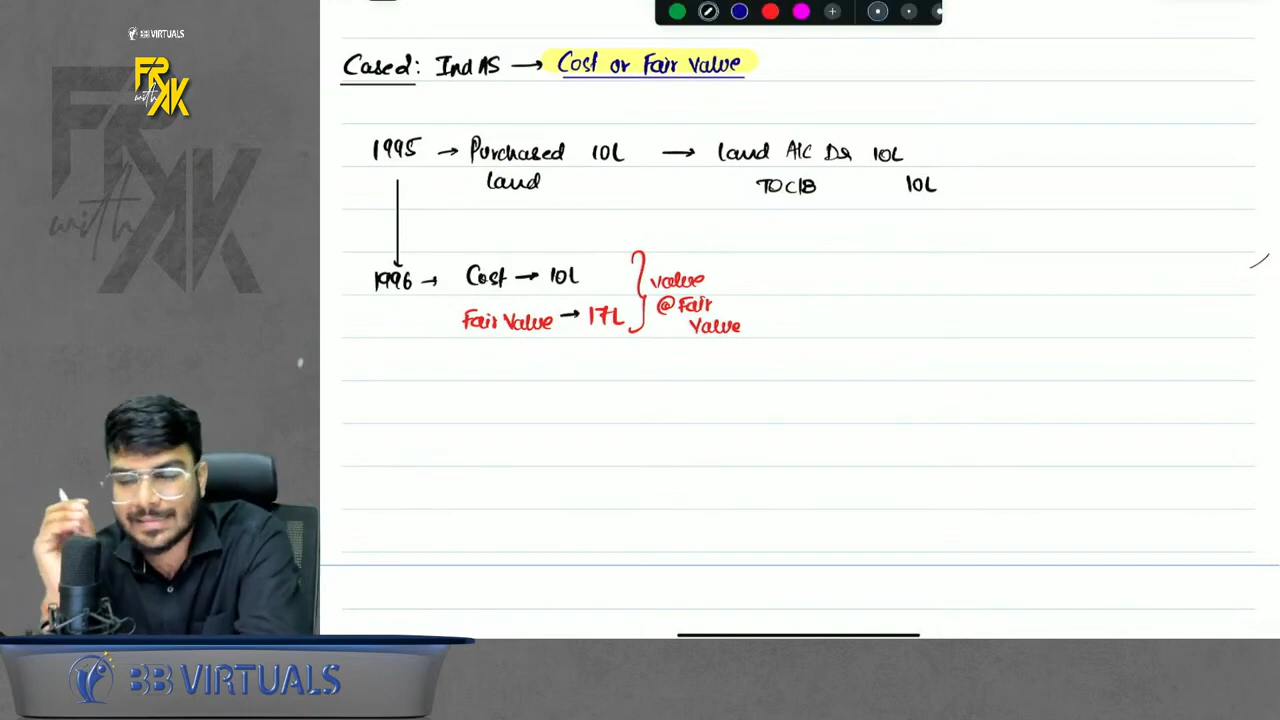 BB VIRTUALS
FR
with
AK
Case2: Ind AS → Cost or Fair Value
1995 → Purchased 10L → land A/C Dr 10L
land TO C/B 10L
1996 → Cost → 10L } value
Fair Value → 17L @ Fair
Value
BB VIRTUALS